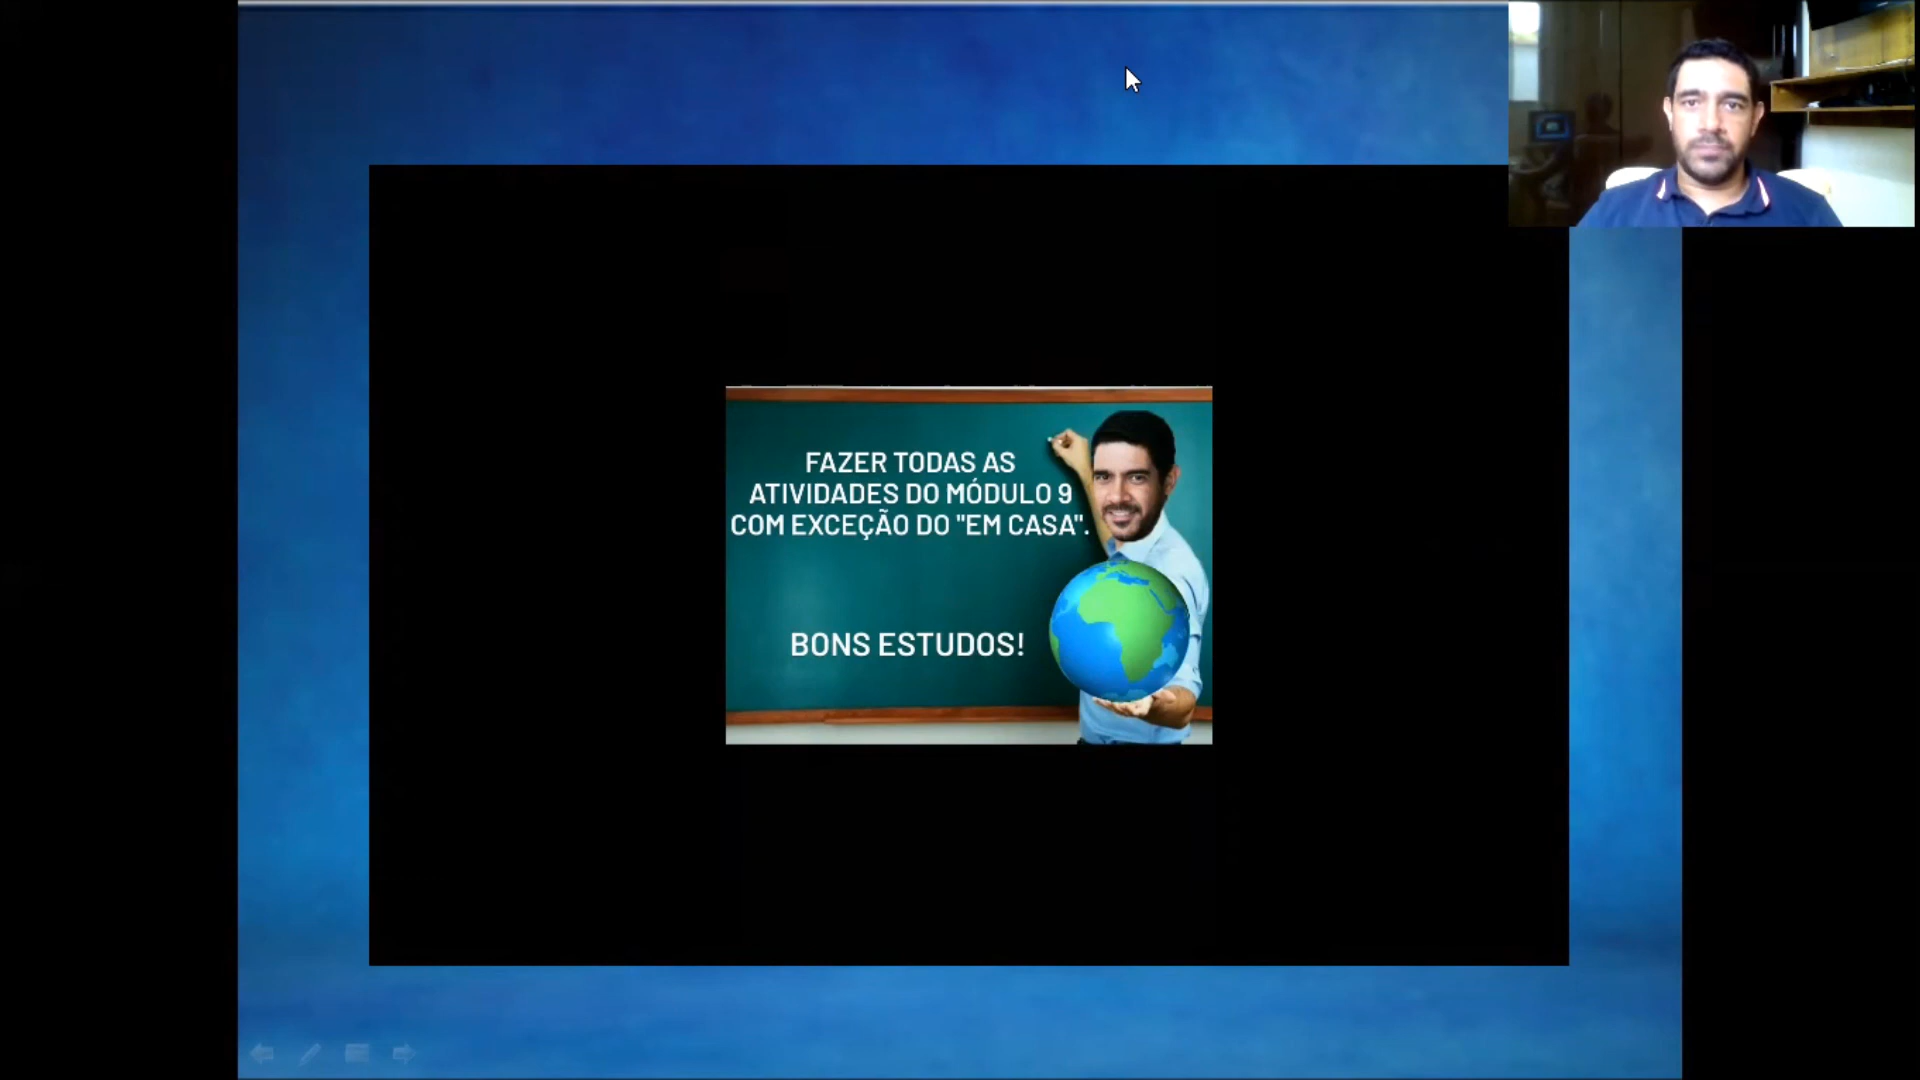 FAZER TODAS AS
ATIVIDADES DO MÓDULO 9
COM EXCEÇÃO DO "EM CASA".
BONS ESTUDOS!